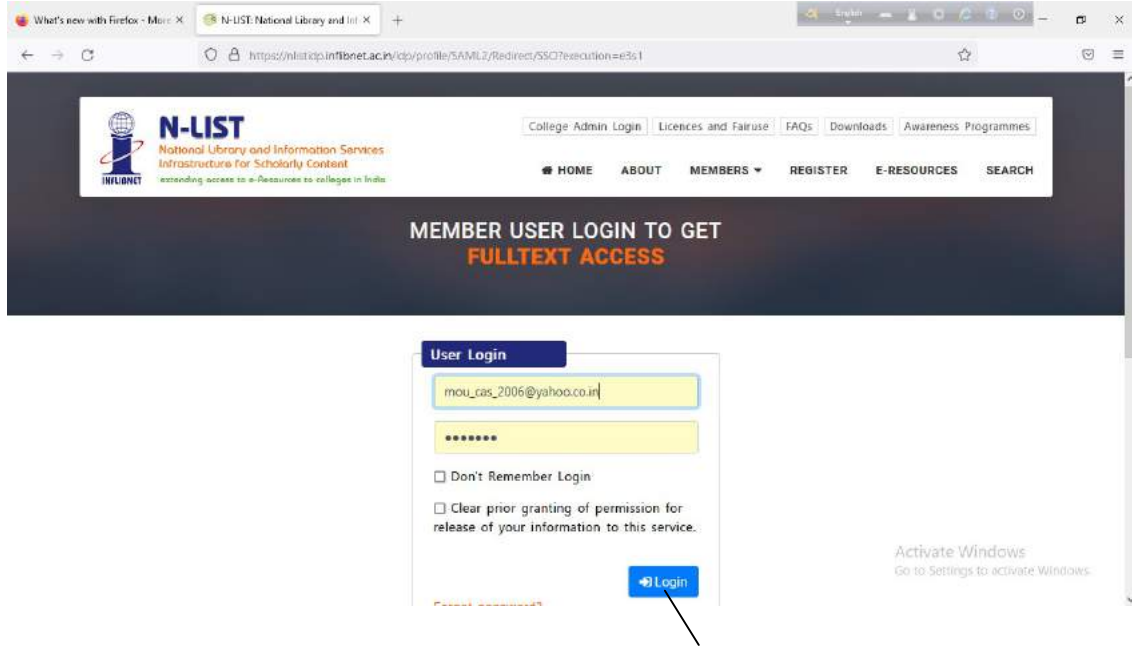 What's new with Firefox - More
N-LIST: National Library and Inf
English
https://nlistidp.inflibnet.ac.in/idp/profile/SAML2/Redirect/SSO?execution=e3s1
INFLIBNET
N-LIST
National Library and Information Services
Infrastructure for Scholarly Content
extending access to e-Resources to colleges in India
College Admin Login
Licences and Fairuse
FAQs
Downloads
Awareness Programmes
HOME
ABOUT
MEMBERS
REGISTER
E-RESOURCES
SEARCH
MEMBER USER LOGIN TO GET
FULLTEXT ACCESS
User Login
mou_cas_2006@yahoo.co.in
•••••••
Don't Remember Login
Clear prior granting of permission for
release of your information to this service.
Login
Forgot password?
Activate Windows
Go to Settings to activate Windows.